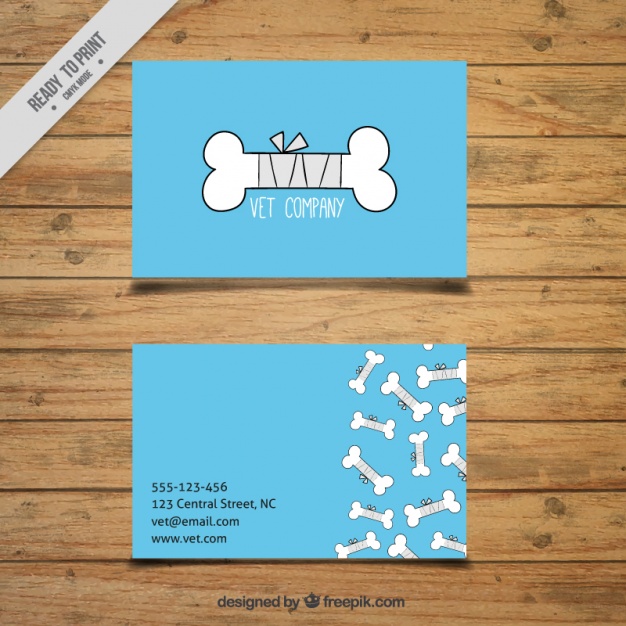 READY TO PRINT
CMYK MODE
VET COMPANY
555-123-456
123 Central Street, NC
vet@email.com
www.vet.com
designed by freepik.com